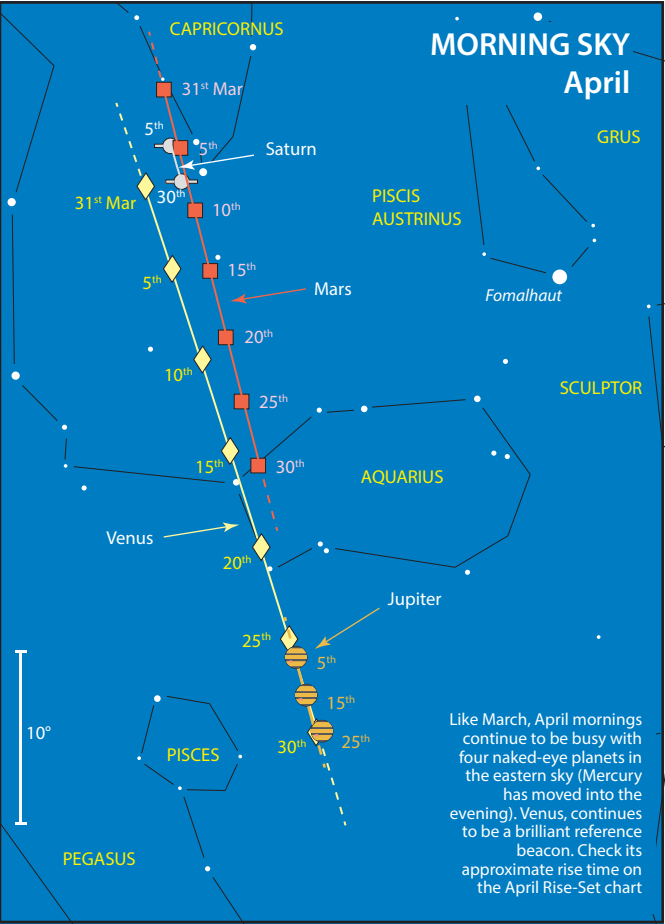 CAPRICORNUS
MORNING SKY
April
31st Mar
5th
5th
Saturn
GRUS
30th
31st Mar
10th
PISCIS
AUSTRINUS
15th
5th
Mars
Fomalhaut
20th
10th
SCULPTOR
25th
15th
30th
AQUARIUS
Venus
20th
Jupiter
25th
5th
15th
10°
PISCES
30th
25th
Like March, April mornings
continue to be busy with
four naked-eye planets in
the eastern sky (Mercury
has moved into the
evening). Venus, continues
to be a brilliant reference
beacon. Check its
approximate rise time on
the April Rise-Set chart
PEGASUS